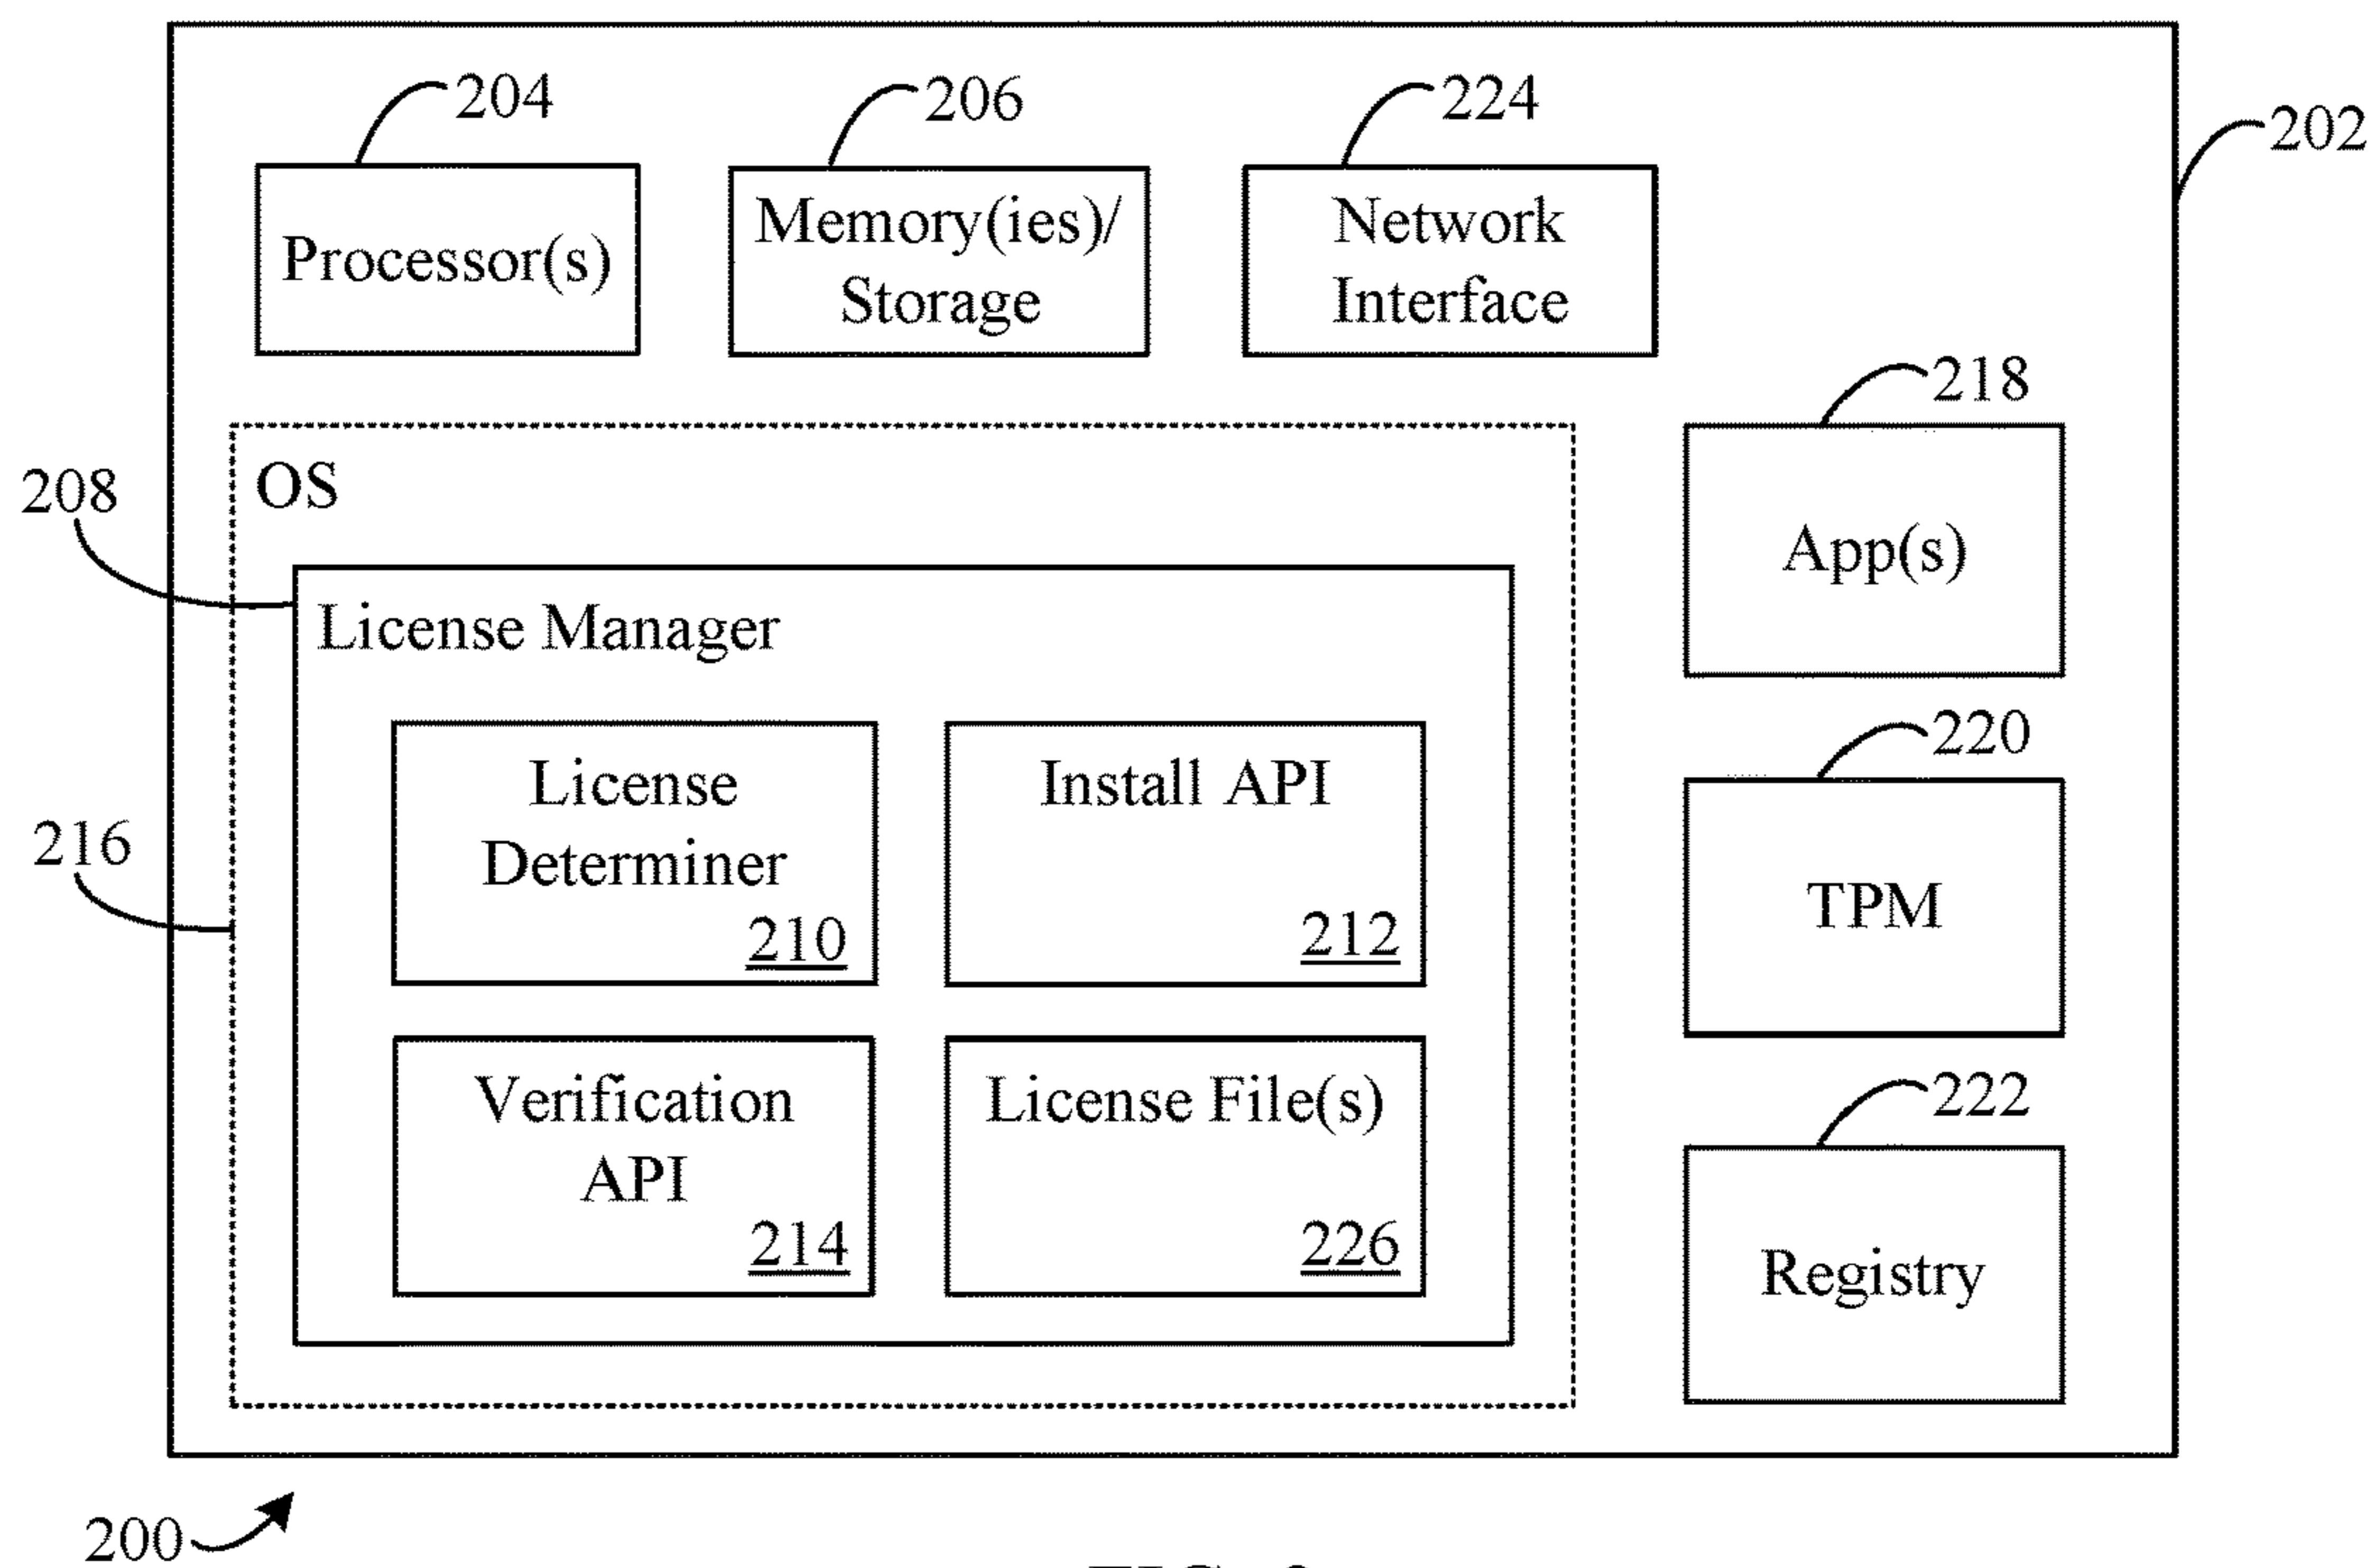 204
206
224
202
Processor(s)
Memory(ies)/
Storage
Network
Interface
218
OS
208
App(s)
License Manager
License
Determiner
210
Install API
212
220
216
TPM
Verification
API
214
License File(s)
226
222
Registry
200